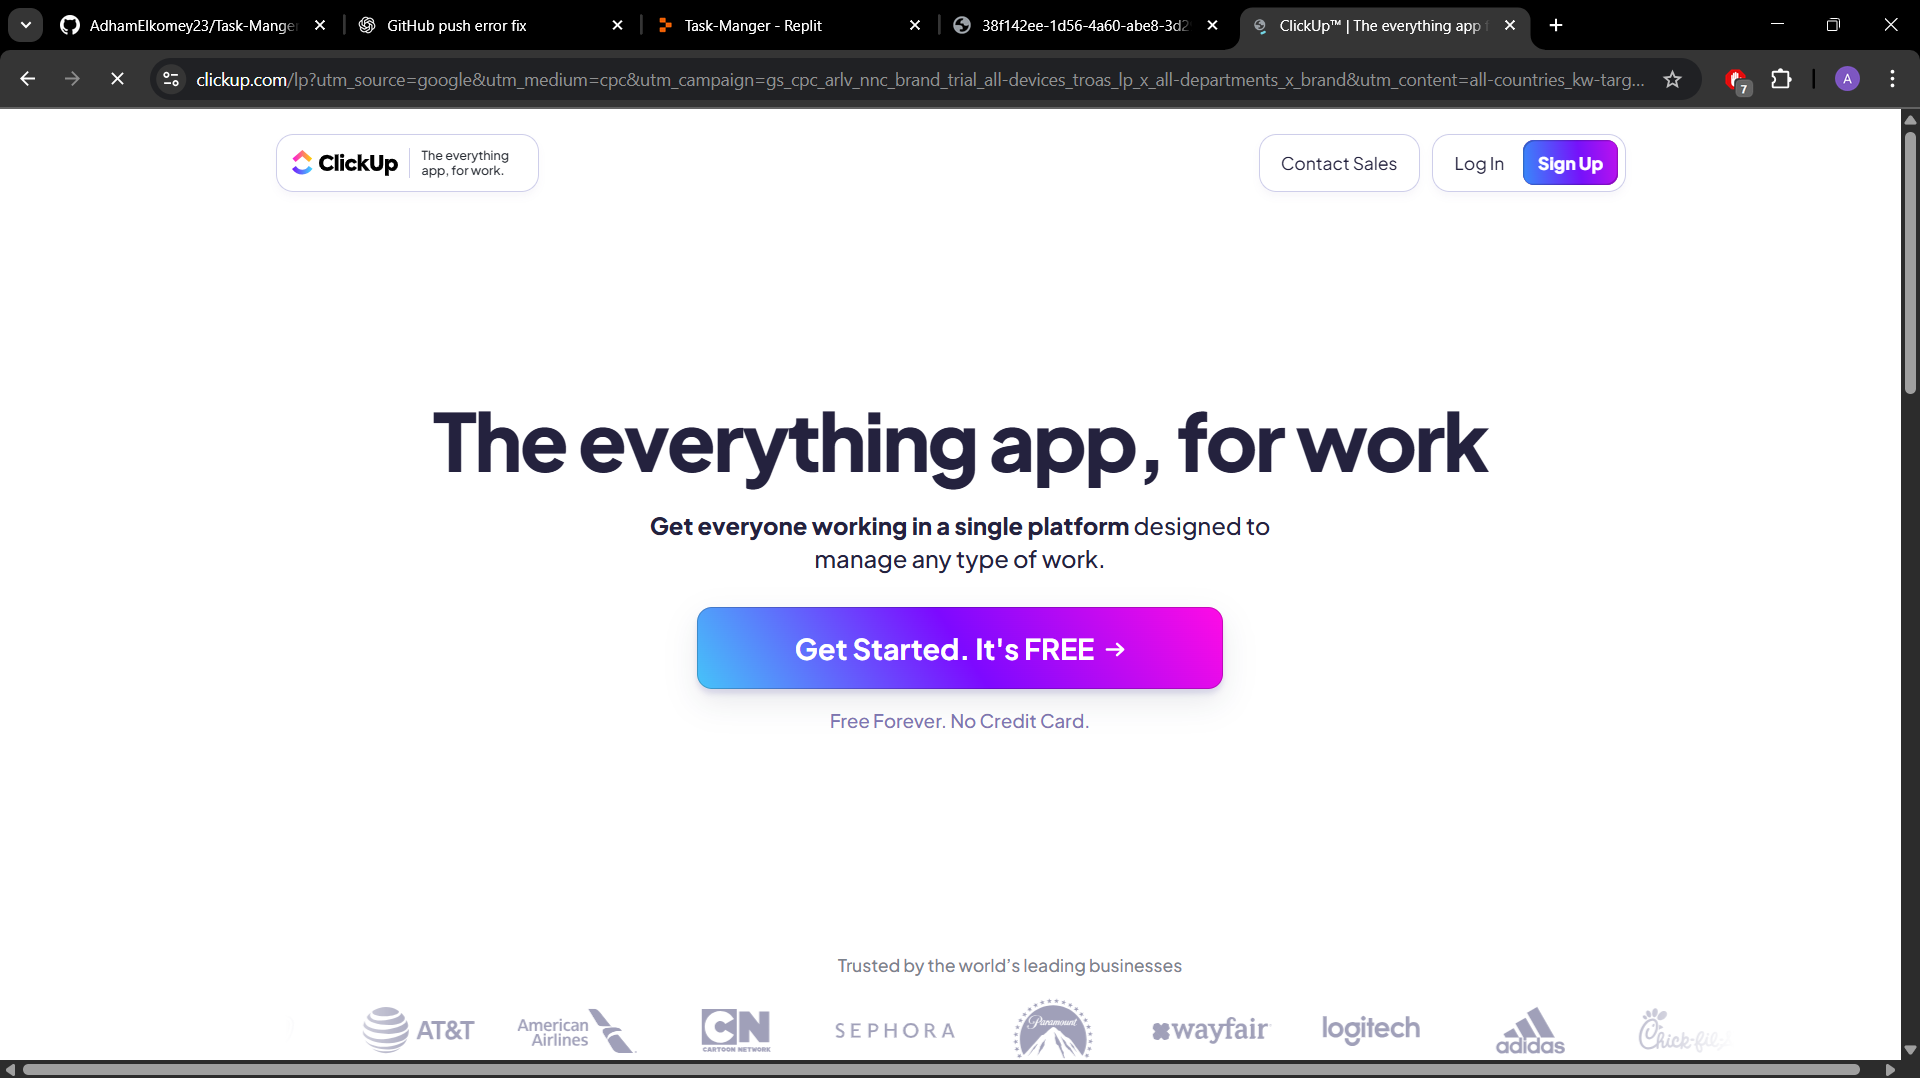 AdhamElkomey23/Task-Manger
GitHub push error fix
Task-Manger - Replit
38f142ee-1d56-4a60-abe8-3d2
ClickUp™ | The everything app f
clickup.com/lp?utm_source=google&utm_medium=cpc&utm_campaign=gs_cpc_arlv_nnc_brand_trial_all-devices_troas_lp_x_all-departments_x_brand&utm_content=all-countries_kw-targ...
7
A
ClickUp
The everything
app, for work.
Contact Sales
Log In
Sign Up
The everything app, for work
Get everyone working in a single platform designed to
manage any type of work.
Get Started. It's FREE →
Free Forever. No Credit Card.
Trusted by the world's leading businesses
AT&T
American
Airlines
CN
CARTOON NETWORK
SEPHORA
Paramount
wayfair
logitech
adidas
Chick-fil